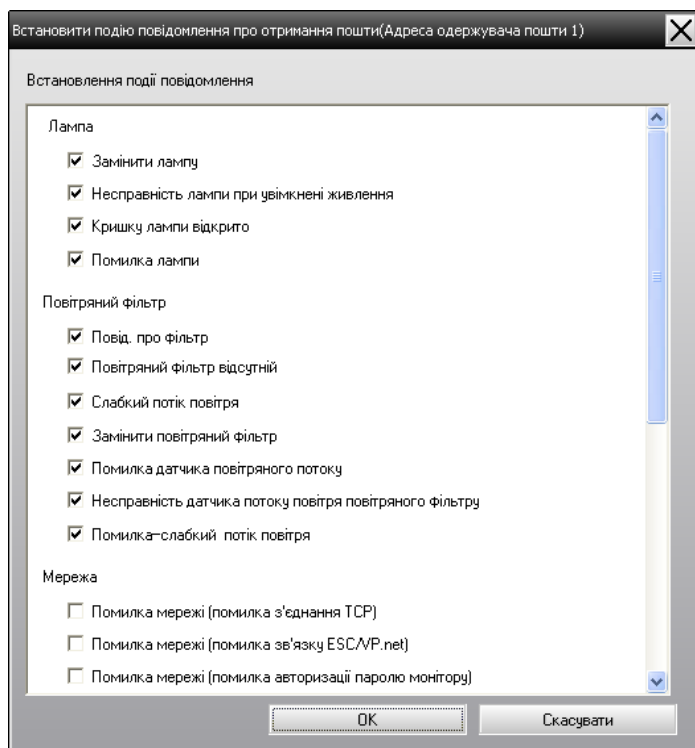 Встановити подію повідомлення про отримання пошти(Адреса одержувача пошти 1)
Встановлення події повідомлення
Лампа
Замінити лампу
Несправність лампи при увімкнені живлення
Кришку лампи відкрито
Помилка лампи
Повітряний фільтр
Повід. про фільтр
Повітряний фільтр відсутній
Слабкий потік повітря
Замінити повітряний фільтр
Помилка датчика повітряного потоку
Несправність датчика потоку повітря повітряного фільтру
Помилка-слабкий потік повітря
Мережа
Помилка мережі (помилка з'єднання TCP)
Помилка мережі (помилка зв'язку ESC/VP.net)
Помилка мережі (помилка авторизації паролю монітору)
OK
Скасувати